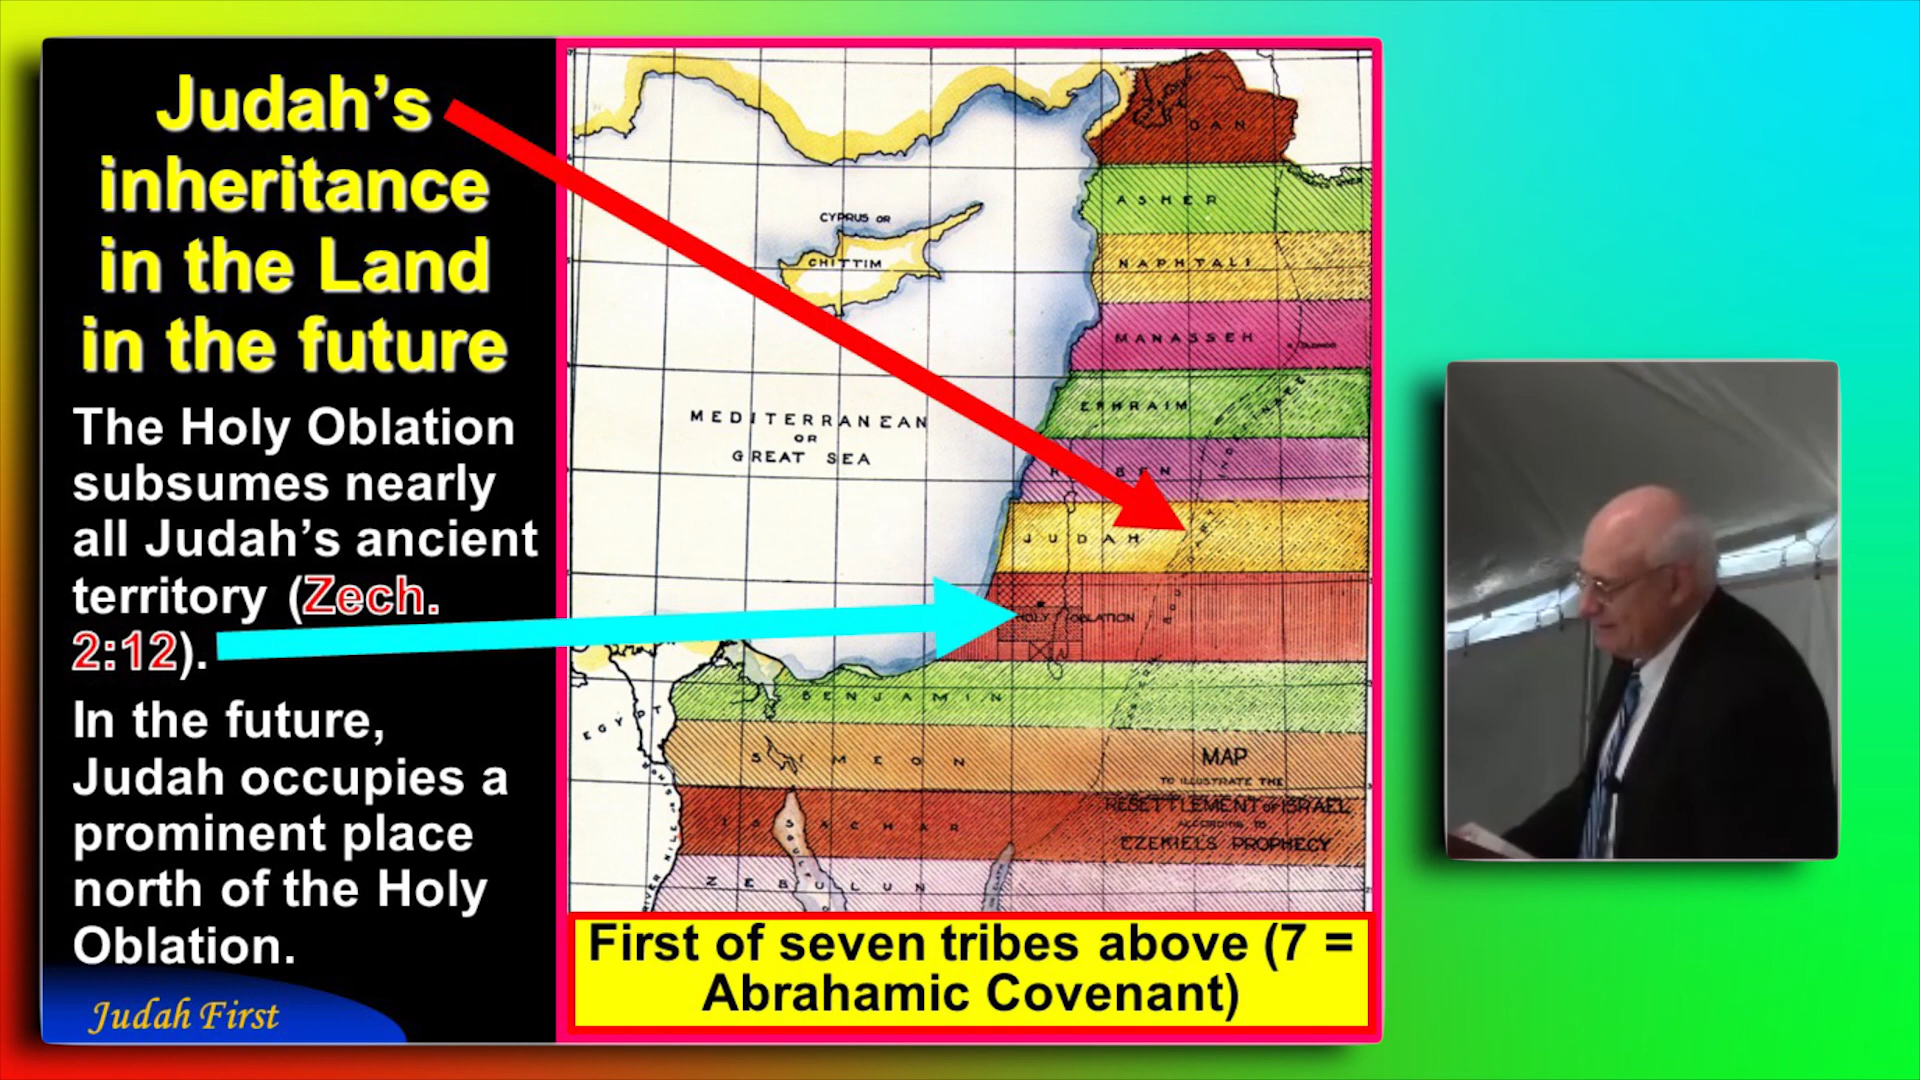 Judah's
inheritance
in the Land
in the future
The Holy Oblation
subsumes nearly
all Judah's ancient
territory (Zech.
2:12).
In the future,
Judah occupies a
prominent place
north of the Holy
Oblation.
Judah First
DAN
ASHER
CYPRUS OR
CHITTIM
NAPHTALI
MANASSEH
EPHRAIM
MEDITERRANEAN
OR
GREAT SEA
JUDAH
HOLY OBLATION
BENJAMIN
EGYPT
SIMEON
MAP
TO ILLUSTRATE THE
RESETTLEMENT OF ISRAEL
ACCORDING TO
EZEKIEL'S PROPHECY
ISSACHAR
ZEBULUN
RIVER NILE
First of seven tribes above (7 =
Abrahamic Covenant)